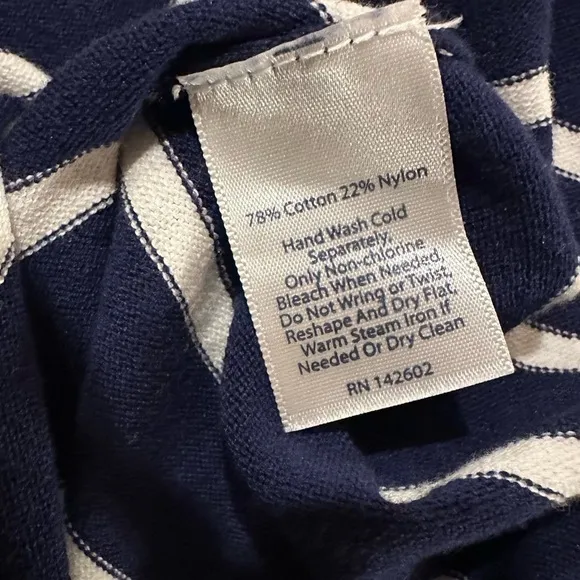 78% Cotton 22% Nylon
Hand Wash Cold
Separately.
Only Non-chlorine
Bleach When Needed,
Do Not Wring or Twist,
Reshape And Dry Flat,
Warm Steam Iron If
Needed Or Dry Clean
RN 142602